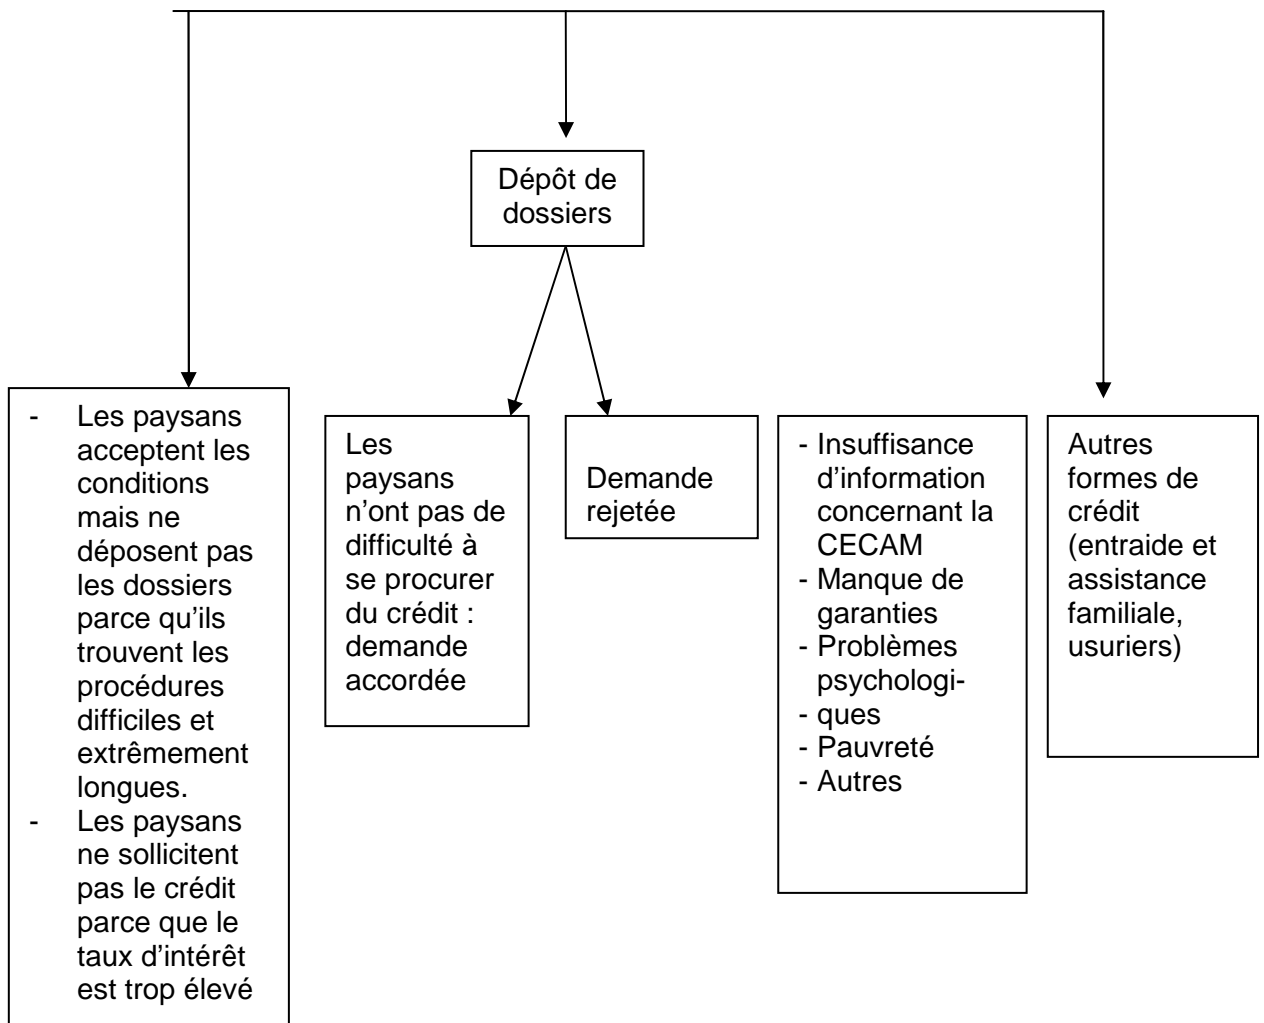 Dépôt de
dossiers
- Les paysans
acceptent les
conditions
mais ne
déposent pas
les dossiers
parce qu’ils
trouvent les
procédures
difficiles et
extrêmement
longues.
- Les paysans
ne sollicitent
pas le crédit
parce que le
taux d’intérêt
est trop élevé
Les
paysans
n’ont pas de
difficulté à
se procurer
du crédit :
demande
accordée
Demande
rejetée
- Insuffisance
d’information
concernant la
CECAM
- Manque de
garanties
- Problèmes
psychologi-
- ques
- Pauvreté
- Autres
Autres
formes de
crédit
(entraide et
assistance
familiale,
usuriers)